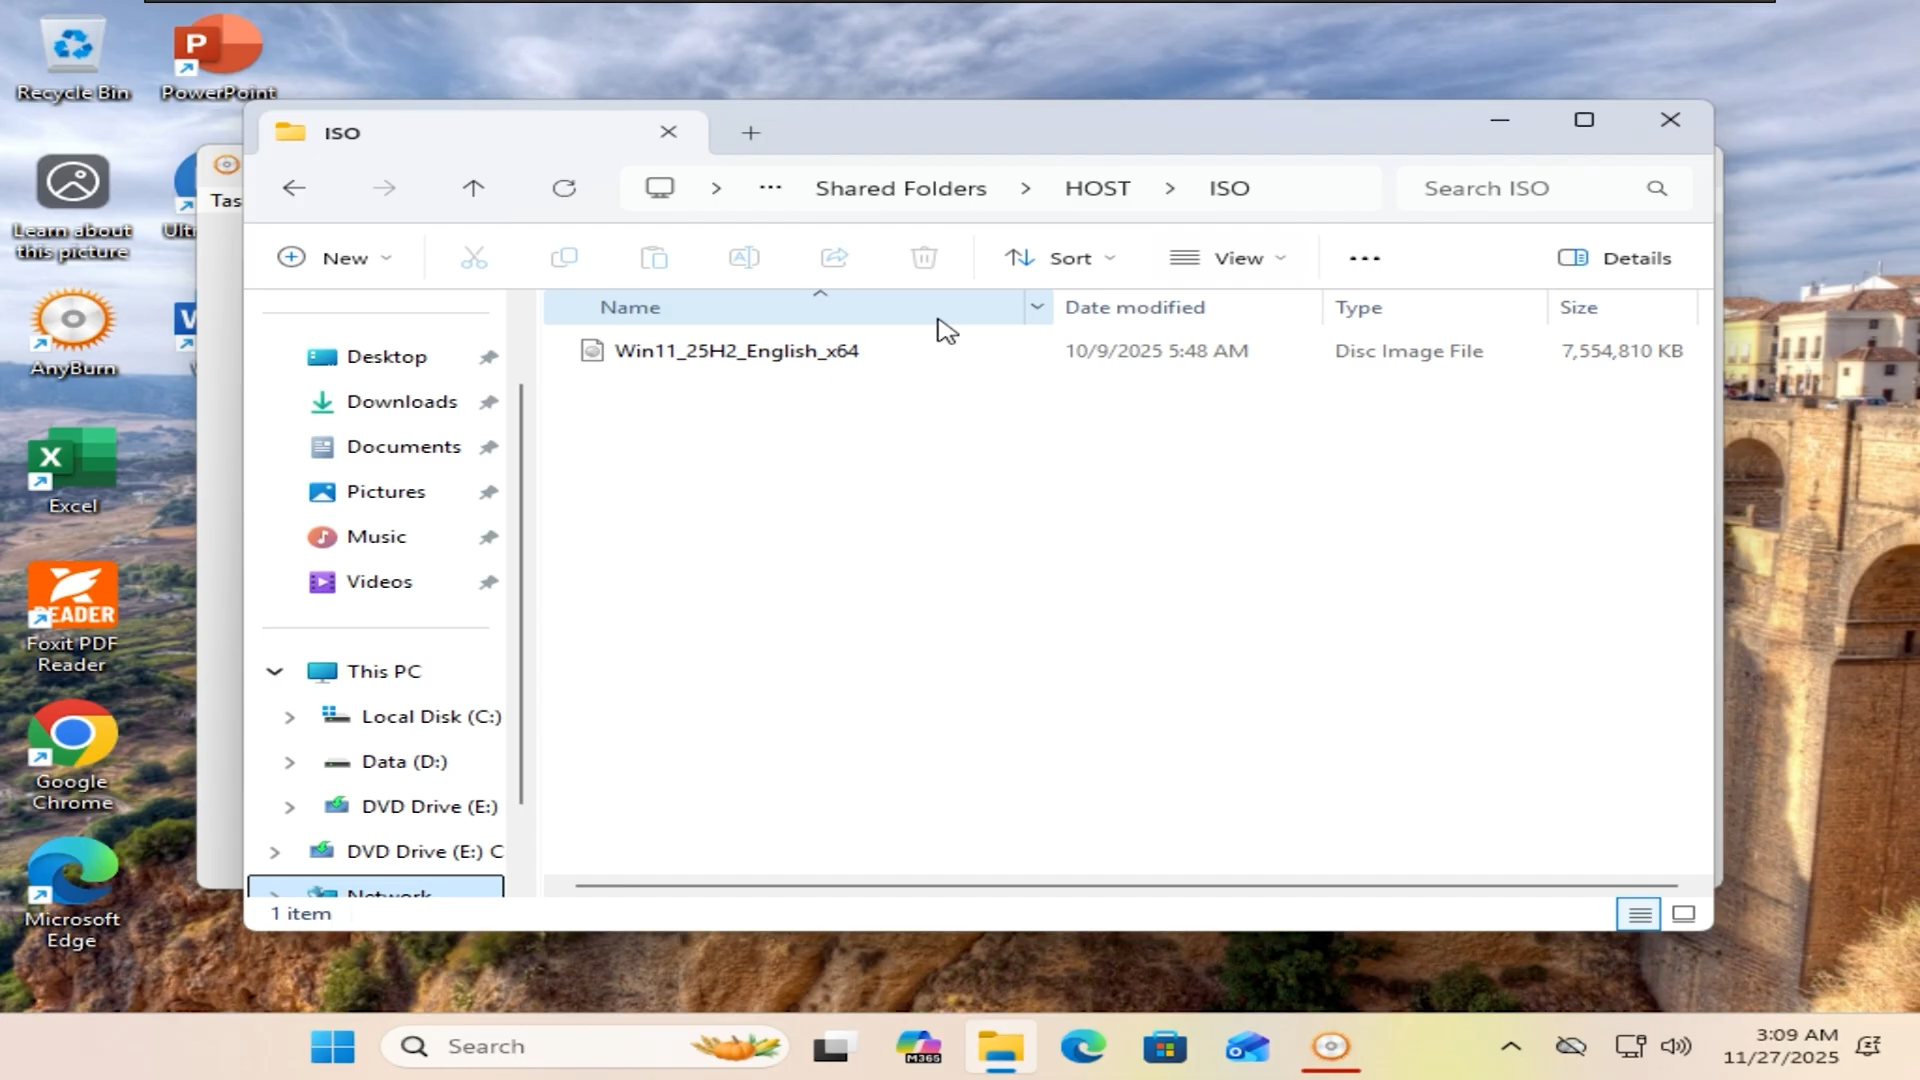 Recycle Bin
PowerPoint
Learn about
this picture
Ult
AnyBurn
W
X
Excel
READER
Foxit PDF
Reader
Google
Chrome
Microsoft
Edge
P
Tas
ISO
Shared Folders
HOST
ISO
Search ISO
New
Sort
View
Details
Name
Date modified
Type
Size
Win11_25H2_English_x64
10/9/2025 5:48 AM
Disc Image File
7,554,810 KB
Desktop
Downloads
Documents
Pictures
Music
Videos
This PC
Local Disk (C:)
Data (D:)
DVD Drive (E:)
DVD Drive (E:) C
Network
1 item
Search
M365
3:09 AM
11/27/2025